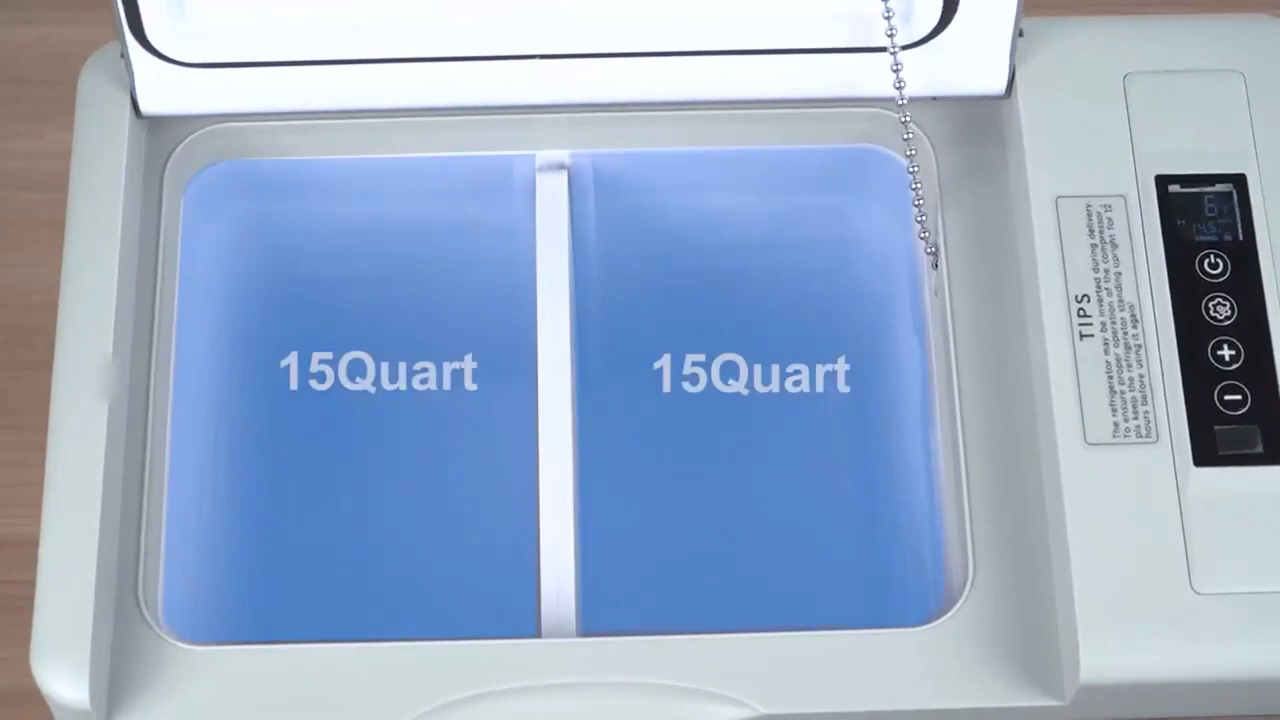 15Quart
15Quart
TIPS
The refrigerator may be inverted during delivery.
To ensure proper operation of the compressor,
pls keep the refrigerator standing upright for 12
hours before using it again!
6